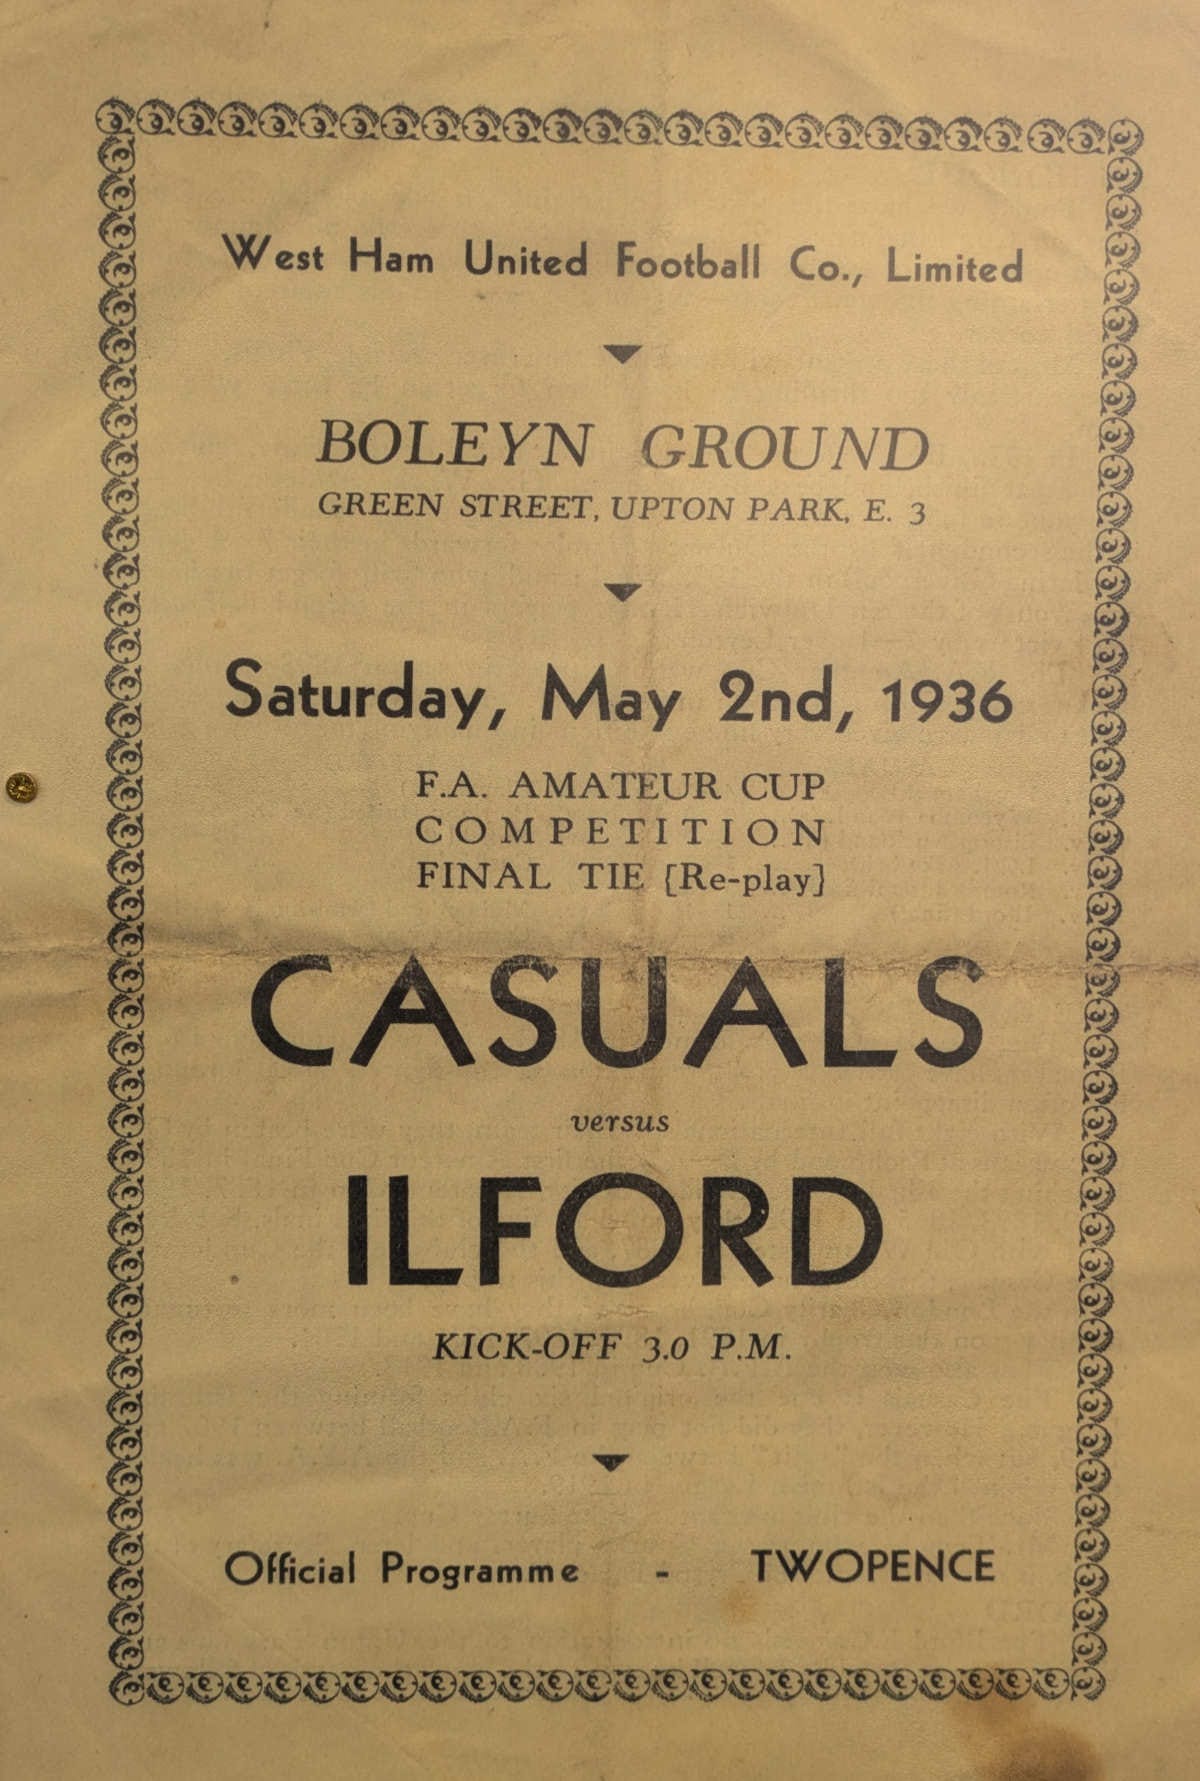 West Ham United Football Co., Limited
BOLEYN GROUND
GREEN STREET, UPTON PARK, E. 3
Saturday, May 2nd, 1936
F.A. AMATEUR CUP
COMPETITION
FINAL TIE [Re-play]
CASUALS
versus
ILFORD
KICK-OFF 3.0 P.M.
Official Programme - TWOPENCE